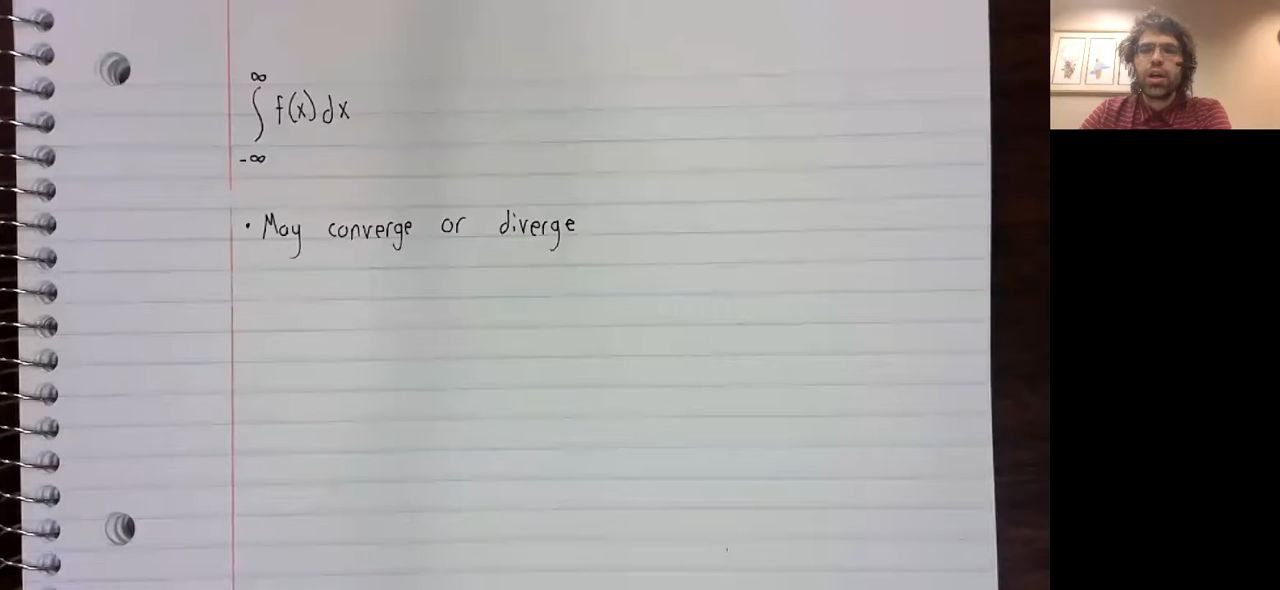 ∞
∫ f(x) dx
-∞
• May converge or diverge